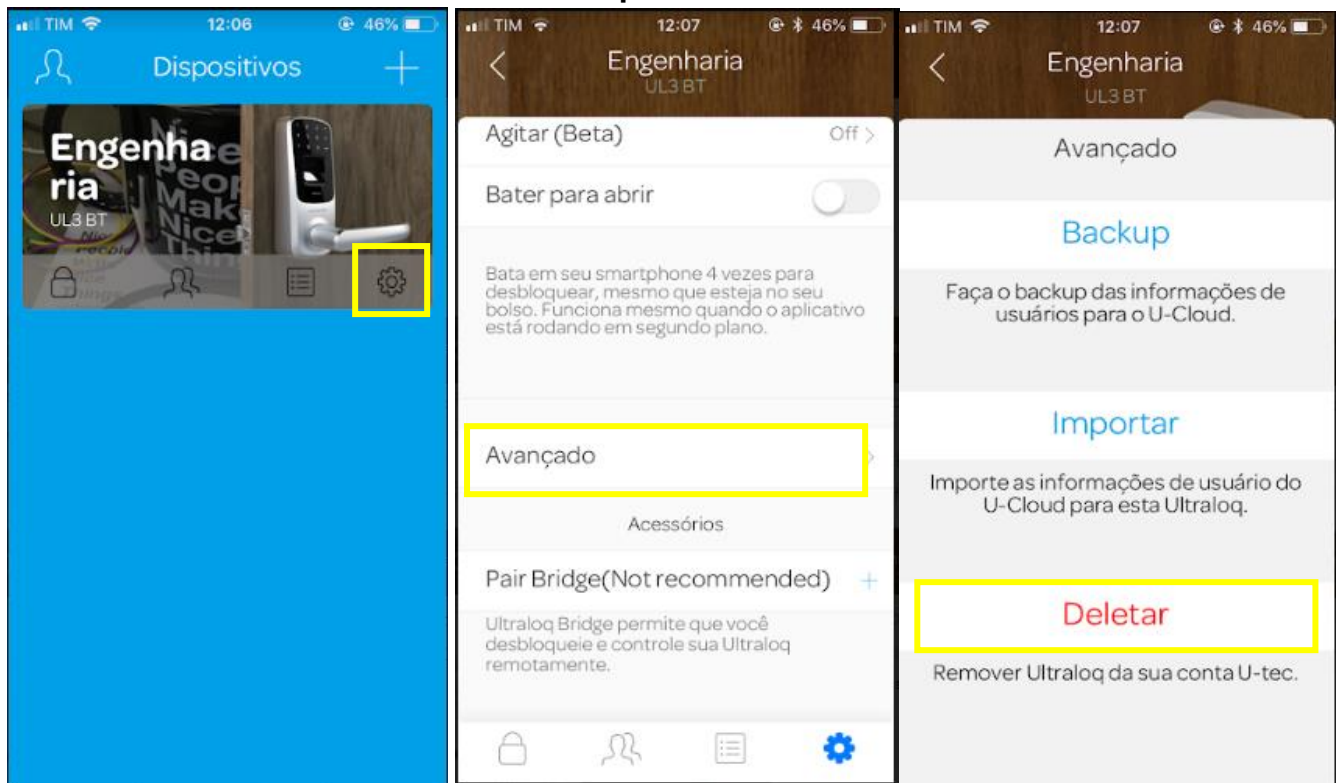 TIM 12:06 46%
Dispositivos
Engenha
ria
UL3 BT
Nice
People
Make
Nice
Thin
TIM 12:07 46%
Engenharia
UL3 BT
Agitar (Beta) Off >
Bater para abrir
Bata em seu smartphone 4 vezes para
desbloquear, mesmo que esteja no seu
bolso. Funciona mesmo quando o aplicativo
está rodando em segundo plano.
Avançado
Acessórios
Pair Bridge(Not recommended) +
Ultraloq Bridge permite que você
desbloqueie e controle sua Ultraloq
remotamente.
TIM 12:07 46%
Engenharia
UL3 BT
Avançado
Backup
Faça o backup das informações de
usuários para o U-Cloud.
Importar
Importe as informações de usuário do
U-Cloud para esta Ultraloq.
Deletar
Remover Ultraloq da sua conta U-tec.